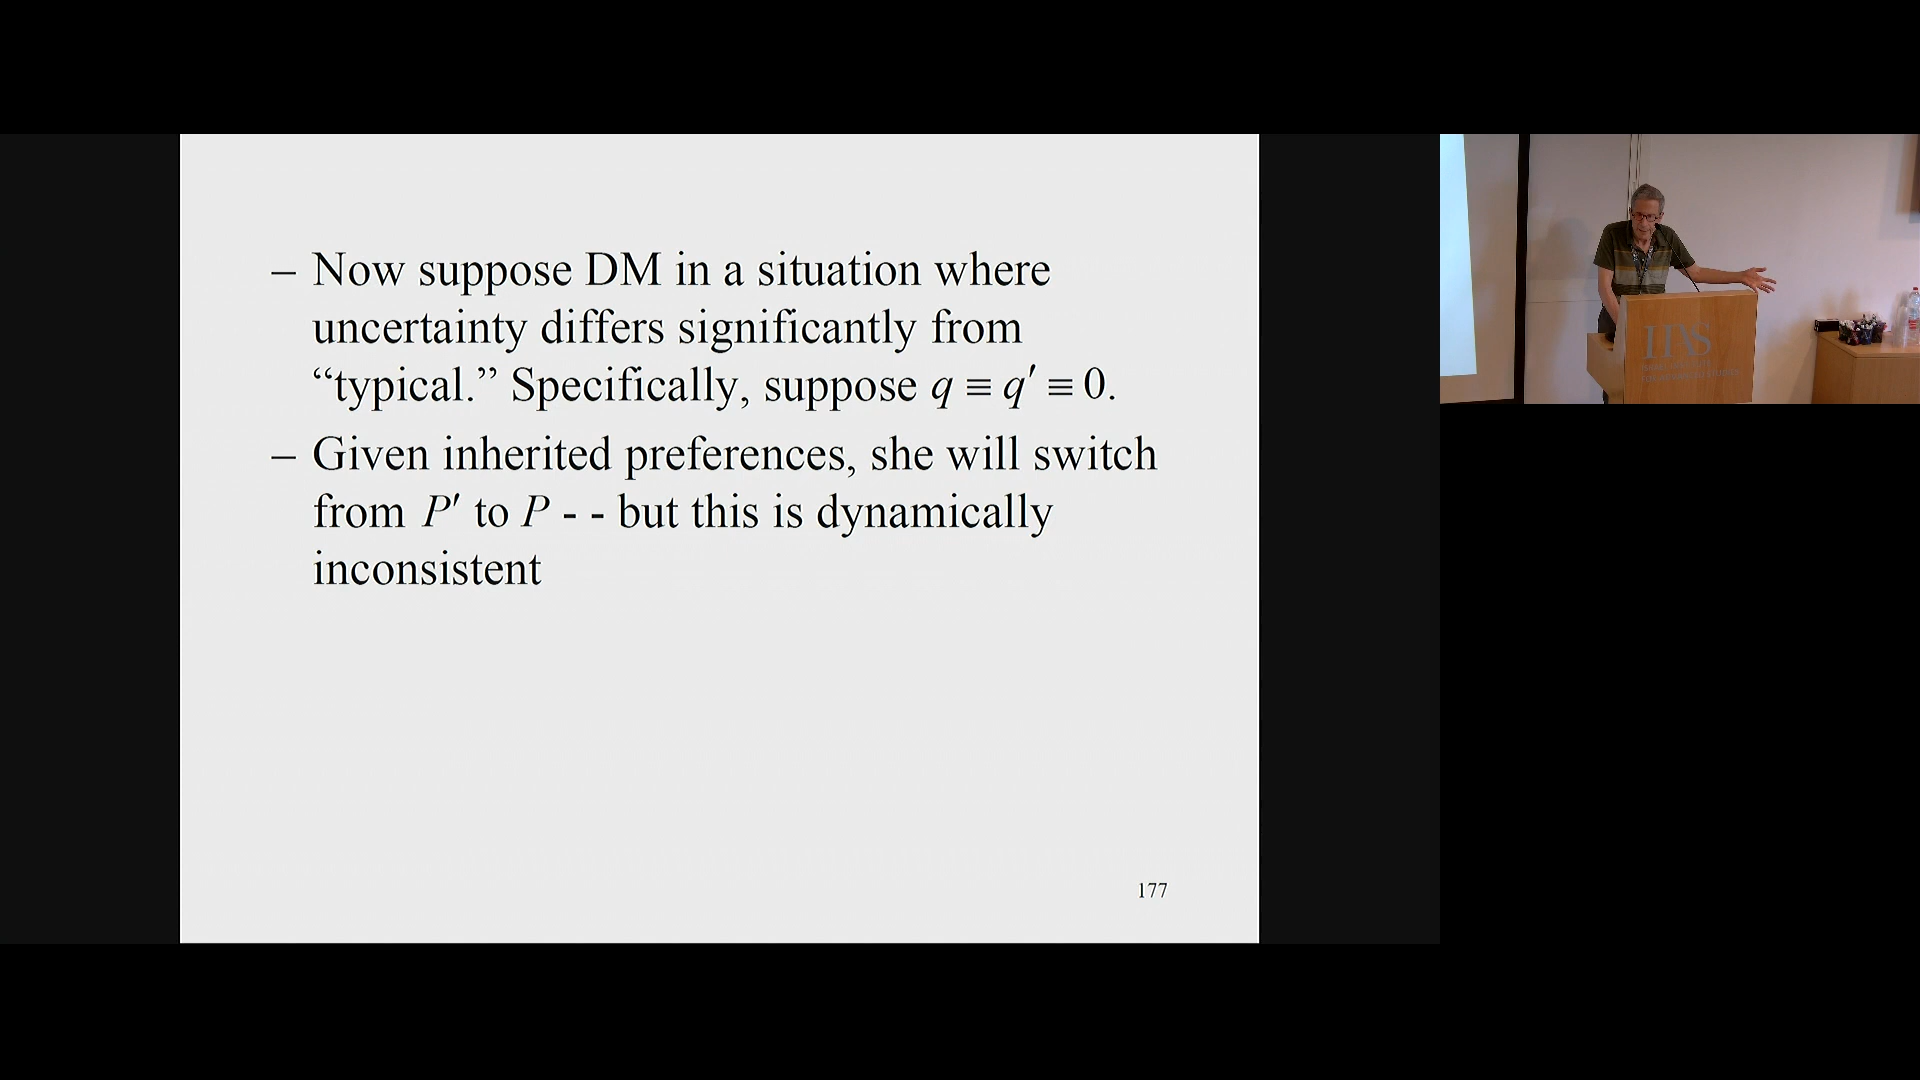 – Now suppose DM in a situation where
uncertainty differs significantly from
“typical.” Specifically, suppose q ≡ q′ ≡ 0.
– Given inherited preferences, she will switch
from P′ to P - - but this is dynamically
inconsistent
177
IIAS